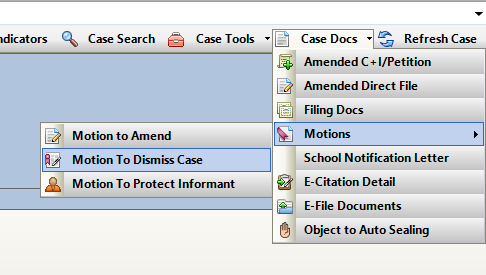 ndicators Case Search Case Tools Case Docs Refresh Case
Amended C+I/Petition
Amended Direct File
Filing Docs
Motions
Motion to Amend
Motion To Dismiss Case
Motion To Protect Informant
School Notification Letter
E-Citation Detail
E-File Documents
Object to Auto Sealing